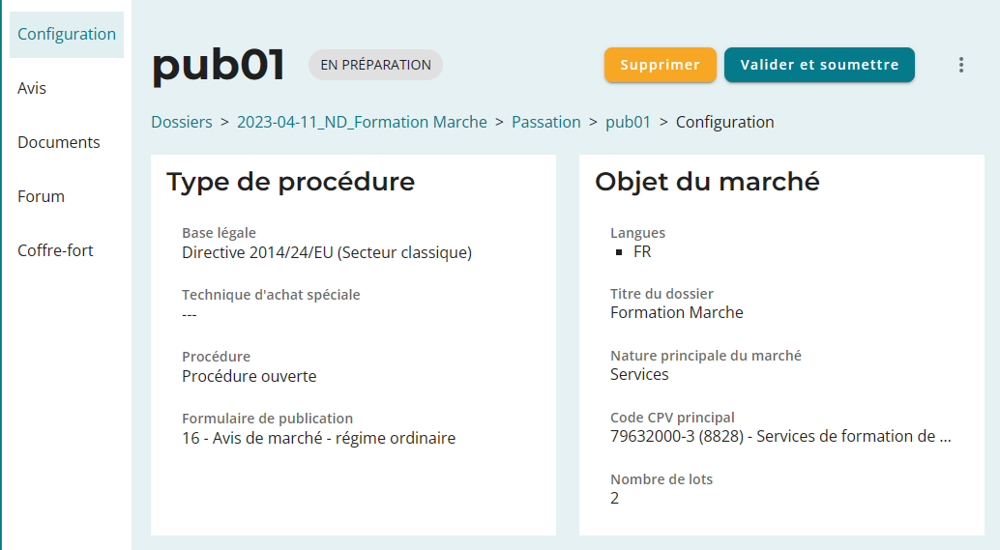 Configuration
Avis
Documents
Forum
Coffre-fort
pub01
EN PRÉPARATION
Supprimer
Valider et soumettre
Dossiers > 2023-04-11_ND_Formation Marche > Passation > pub01 > Configuration
Type de procédure
Base légale
Directive 2014/24/EU (Secteur classique)
Technique d'achat spéciale
---
Procédure
Procédure ouverte
Formulaire de publication
16 - Avis de marché - régime ordinaire
Objet du marché
Langues
▪ FR
Titre du dossier
Formation Marche
Nature principale du marché
Services
Code CPV principal
79632000-3 (8828) - Services de formation de ...
Nombre de lots
2